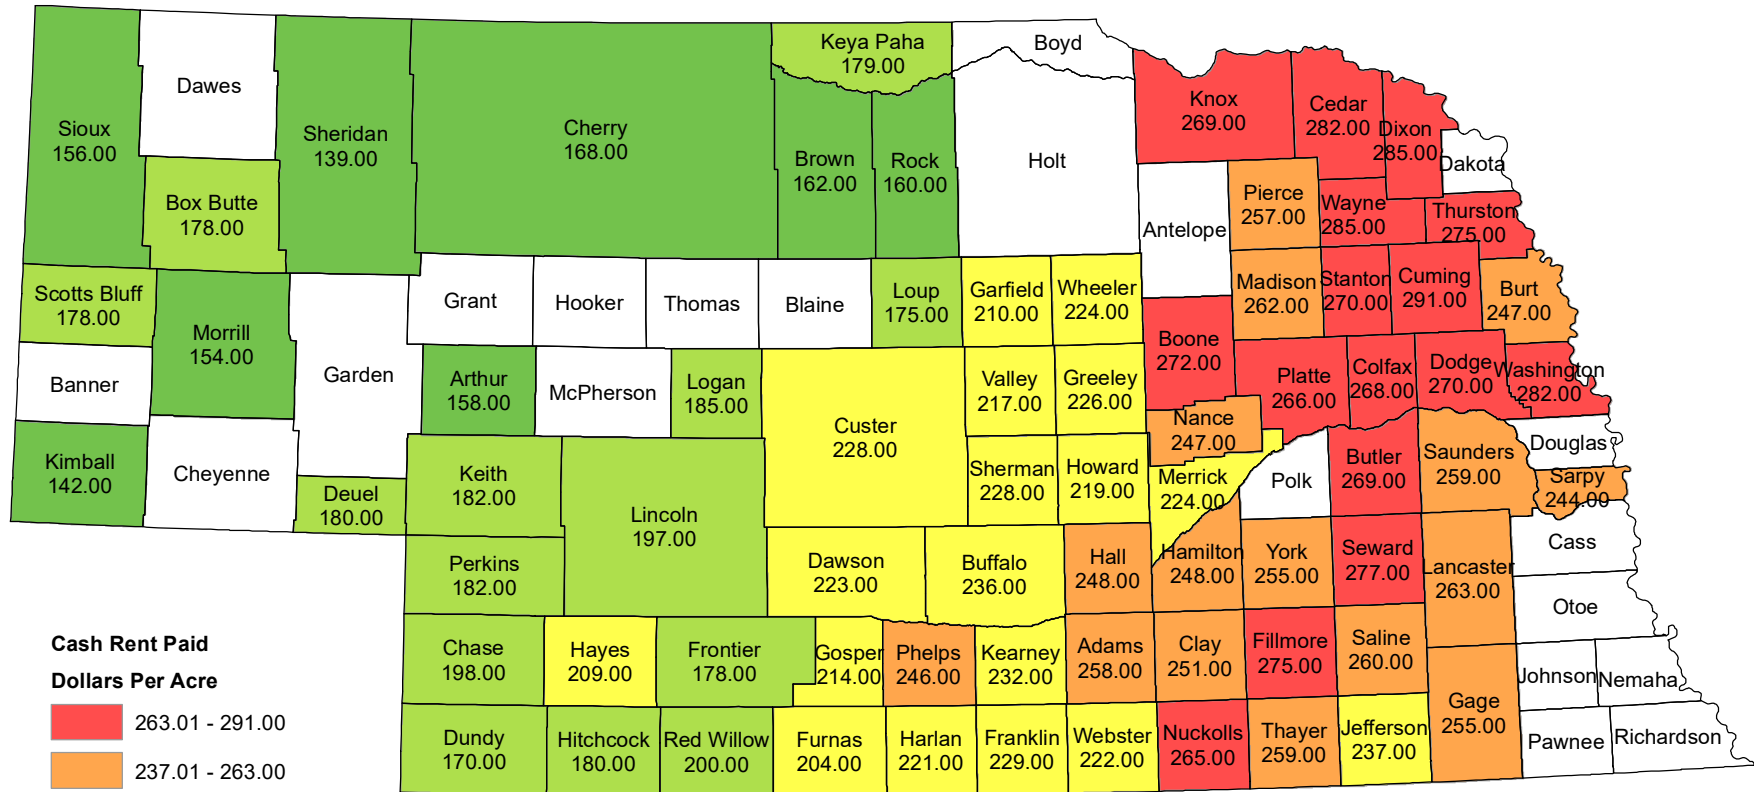 Boyd
Keya Paha
179.00
Dawes
Knox
269.00
Cedar
282.00
Dixon
285.00
Sioux
156.00
Sheridan
139.00
Cherry
168.00
Brown
162.00
Rock
160.00
Holt
Dakota
Box Butte
178.00
Antelope
Pierce
257.00
Wayne
285.00
Thurston
275.00
Scotts Bluff
178.00
Morrill
154.00
Grant
Hooker
Thomas
Blaine
Loup
175.00
Garfield
210.00
Wheeler
224.00
Madison
262.00
Stanton
270.00
Cuming
291.00
Burt
247.00
Banner
Garden
Arthur
158.00
McPherson
Logan
185.00
Custer
228.00
Valley
217.00
Greeley
226.00
Boone
272.00
Platte
266.00
Colfax
268.00
Dodge
270.00
Washington
282.00
Nance
247.00
Kimball
142.00
Cheyenne
Deuel
180.00
Keith
182.00
Lincoln
197.00
Sherman
228.00
Howard
219.00
Merrick
224.00
Polk
Butler
269.00
Saunders
259.00
Douglas
Sarpy
244.00
Perkins
182.00
Dawson
223.00
Buffalo
236.00
Hall
248.00
Hamilton
248.00
York
255.00
Seward
277.00
Lancaster
263.00
Cass
Otoe
Chase
198.00
Hayes
209.00
Frontier
178.00
Gosper
214.00
Phelps
246.00
Kearney
232.00
Adams
258.00
Clay
251.00
Fillmore
275.00
Saline
260.00
Gage
255.00
Johnson
Nemaha
Dundy
170.00
Hitchcock
180.00
Red Willow
200.00
Furnas
204.00
Harlan
221.00
Franklin
229.00
Webster
222.00
Nuckolls
265.00
Thayer
259.00
Jefferson
237.00
Pawnee
Richardson
Cash Rent Paid
Dollars Per Acre
263.01 - 291.00
237.01 - 263.00